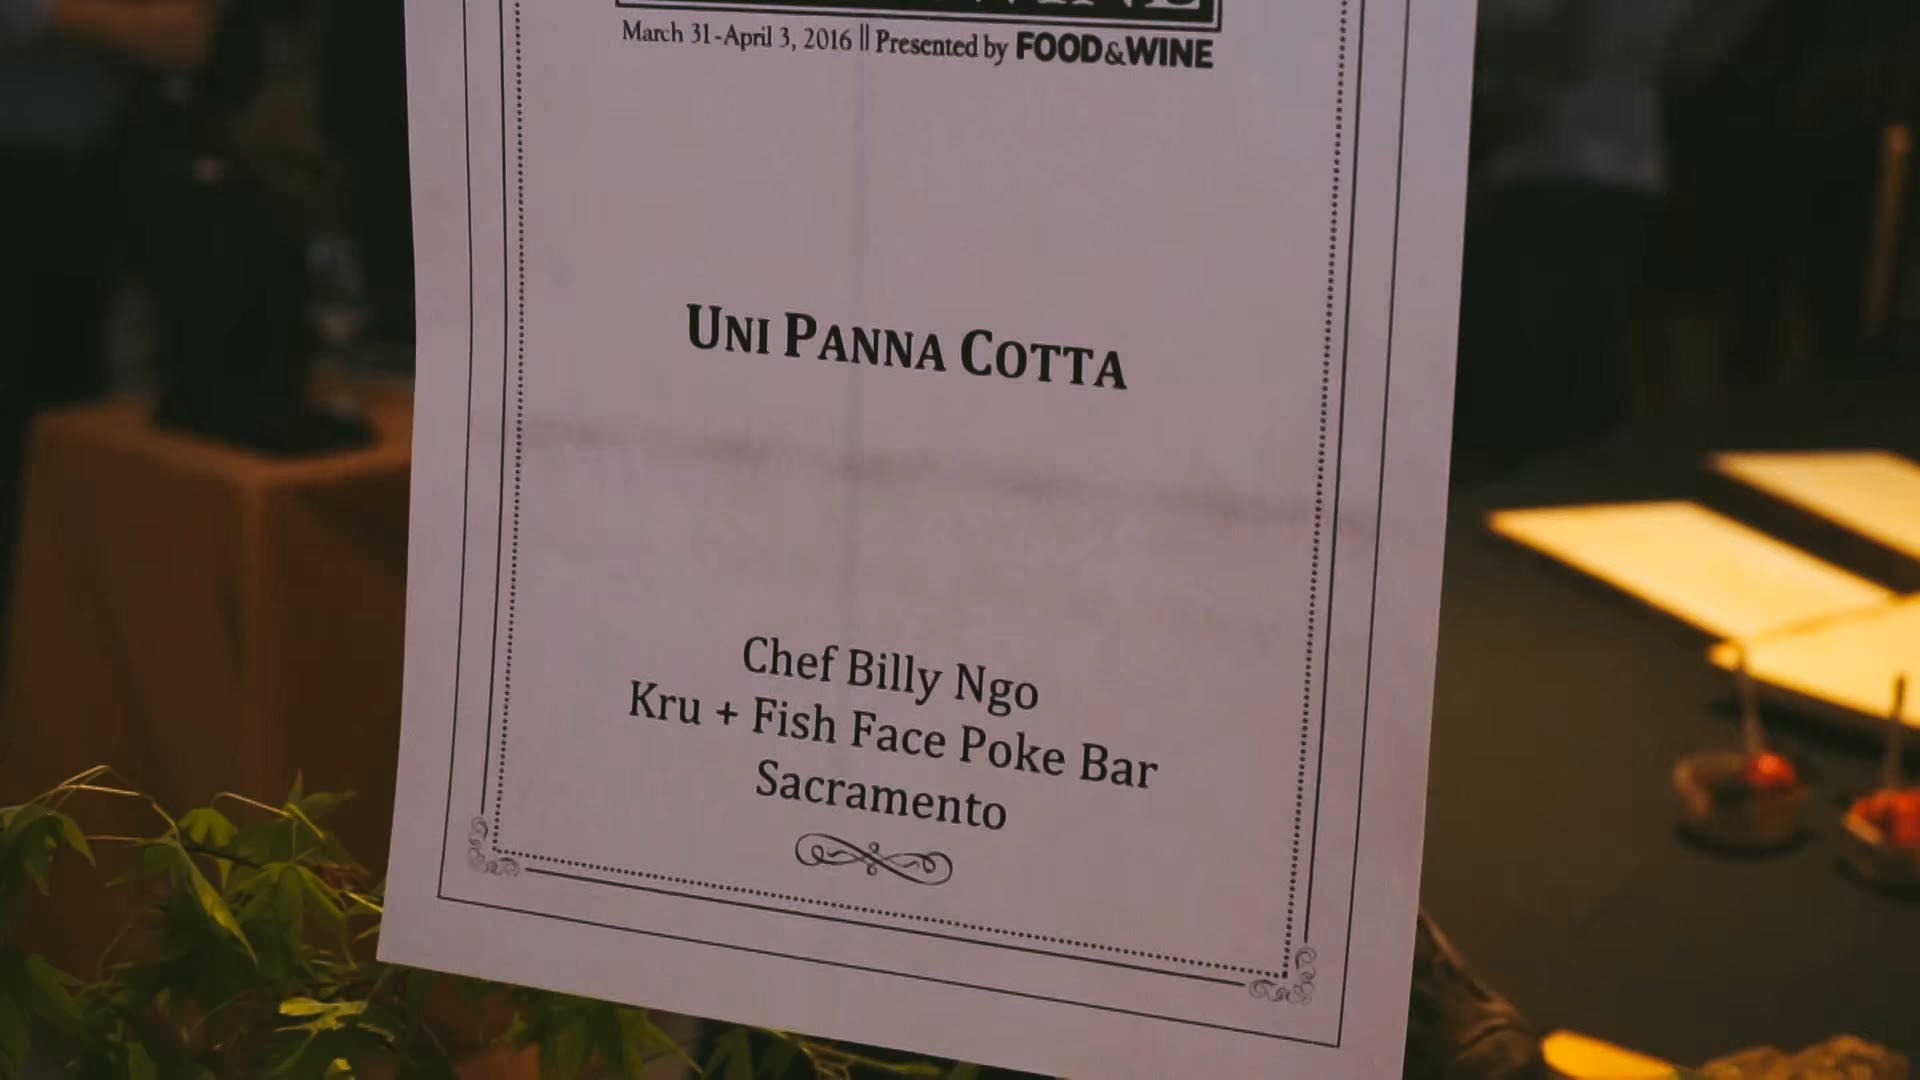 WINE
March 31-April 3, 2016 || Presented by FOOD&WINE
UNI PANNA COTTA
Chef Billy Ngo
Kru + Fish Face Poke Bar
Sacramento